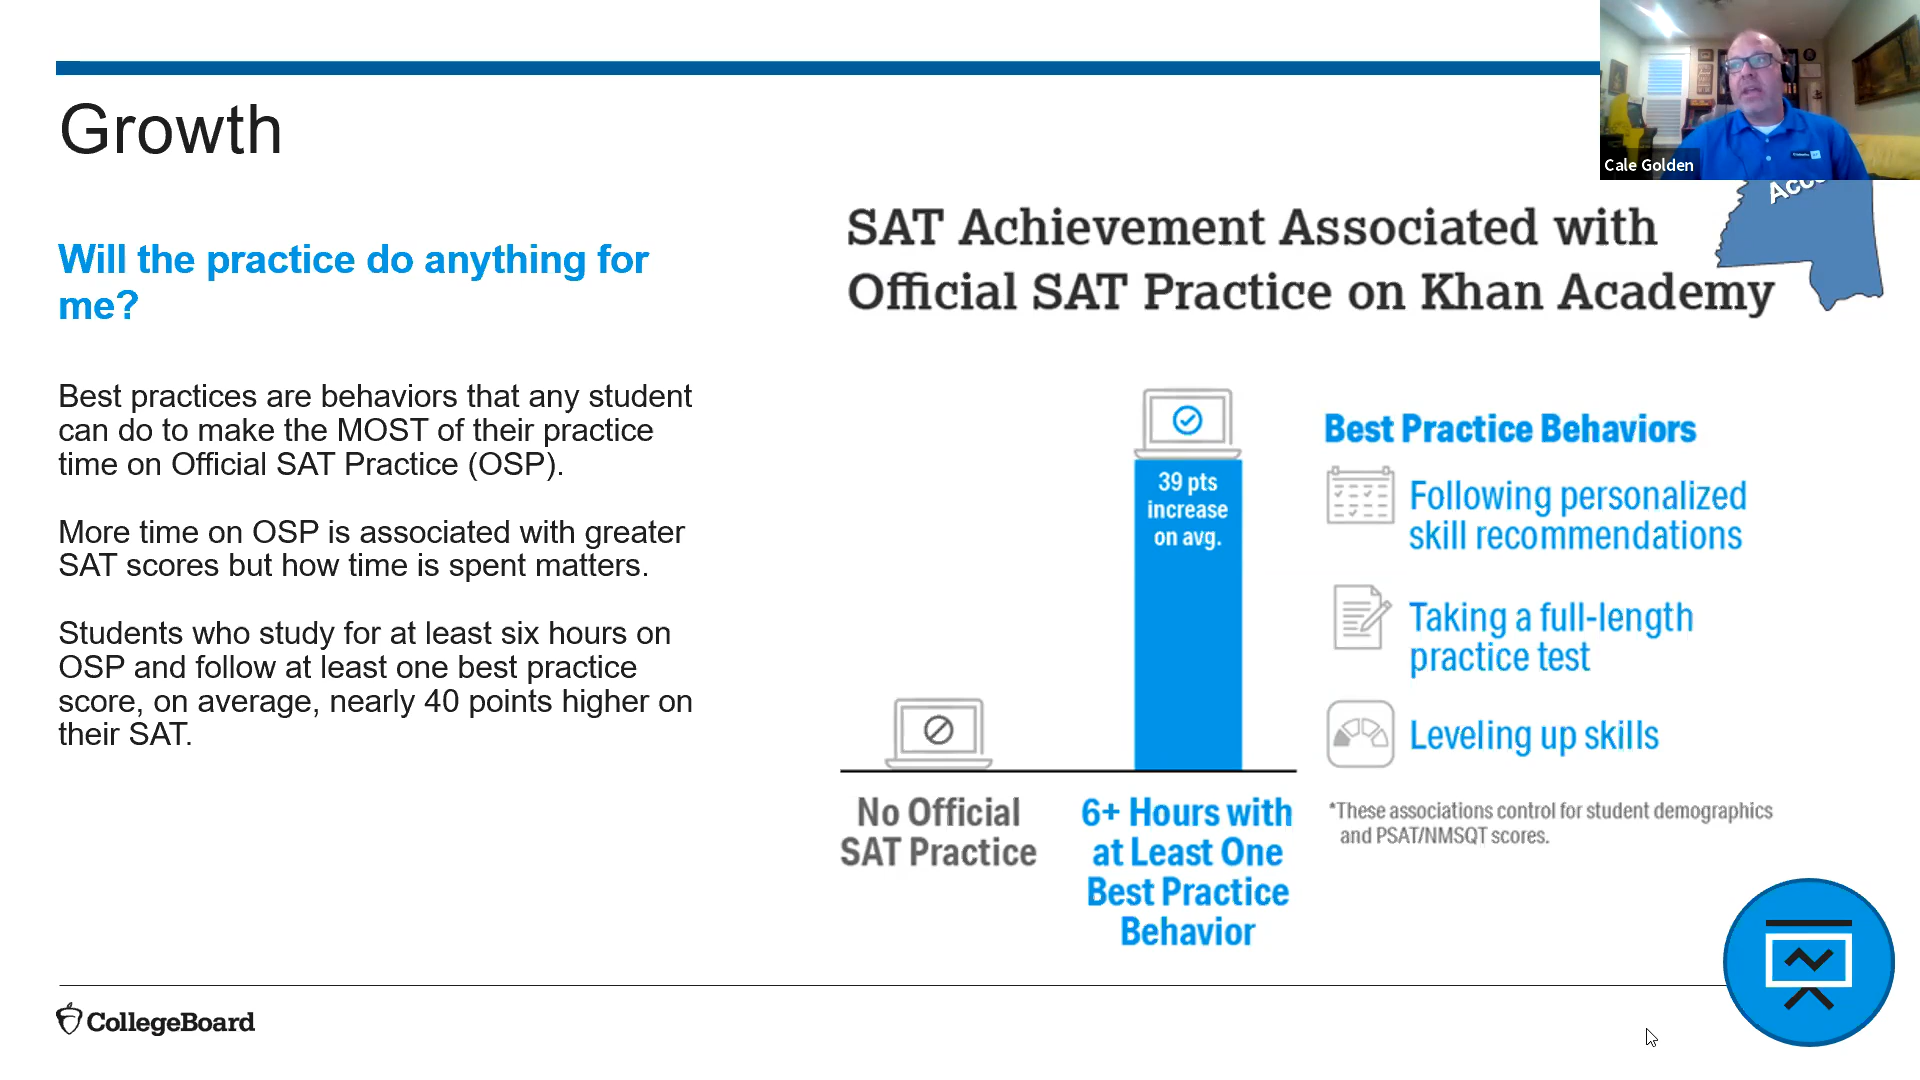 Growth
Cale Golden
Will the practice do anything for
me?
Best practices are behaviors that any student
can do to make the MOST of their practice
time on Official SAT Practice (OSP).
More time on OSP is associated with greater
SAT scores but how time is spent matters.
Students who study for at least six hours on
OSP and follow at least one best practice
score, on average, nearly 40 points higher on
their SAT.
SAT Achievement Associated with
Official SAT Practice on Khan Academy
39 pts
increase
on avg.
No Official
SAT Practice
6+ Hours with
at Least One
Best Practice
Behavior
Best Practice Behaviors
Following personalized
skill recommendations
Taking a full-length
practice test
Leveling up skills
*These associations control for student demographics
and PSAT/NMSQT scores.
CollegeBoard